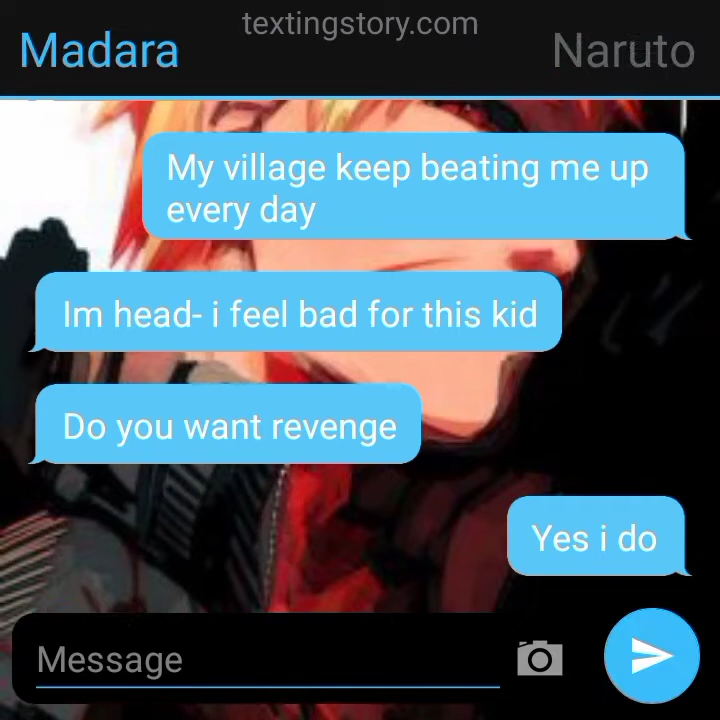 textingstory.com
Madara
Naruto
My village keep beating me up
every day
Im head- i feel bad for this kid
Do you want revenge
Yes i do
Message